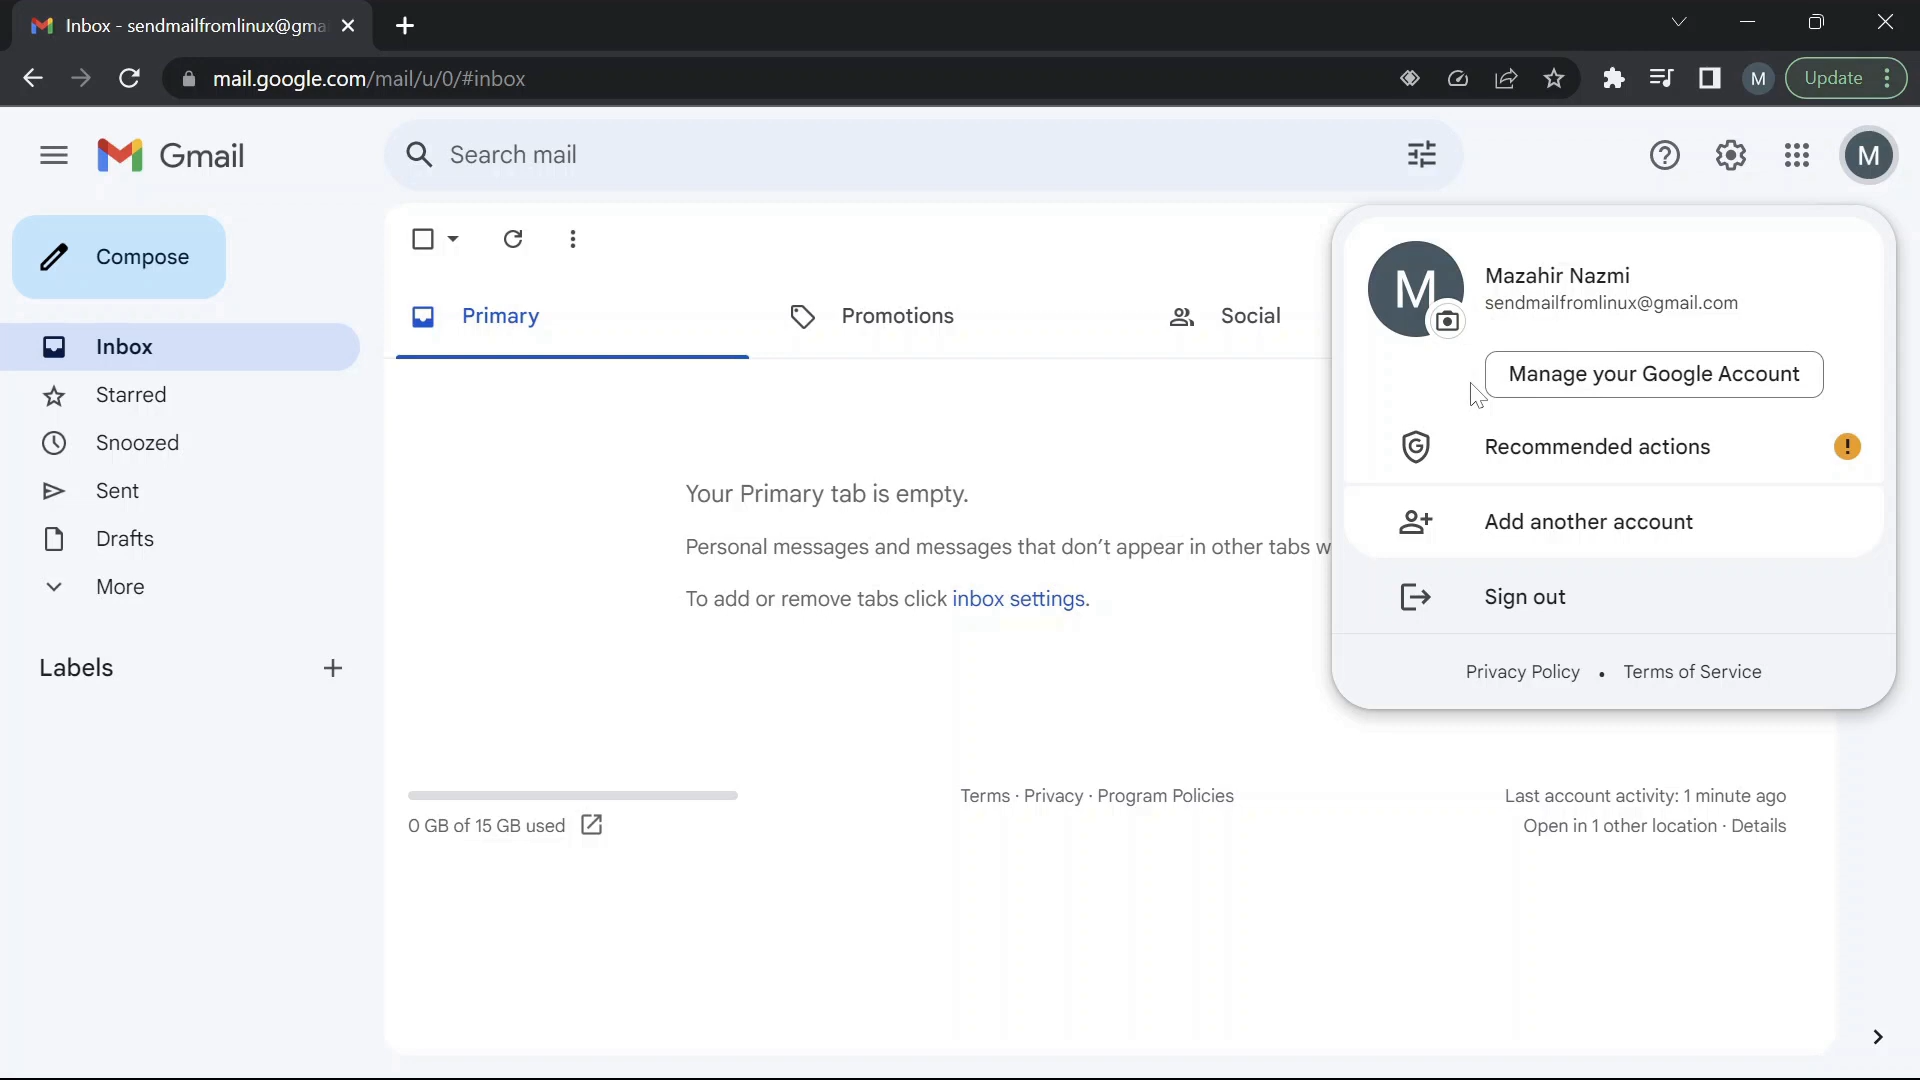 Inbox - sendmailfromlinux@gma
mail.google.com/mail/u/0/#inbox
M
Update
Gmail
Search mail
M
Compose
Inbox
Starred
Snoozed
Sent
Drafts
More
Labels
Primary
Promotions
Social
Your Primary tab is empty.
Personal messages and messages that don't appear in other tabs w
To add or remove tabs click inbox settings.
M
Mazahir Nazmi
sendmailfromlinux@gmail.com
Manage your Google Account
Recommended actions
Add another account
Sign out
Privacy Policy • Terms of Service
0 GB of 15 GB used
Terms · Privacy · Program Policies
Last account activity: 1 minute ago
Open in 1 other location · Details